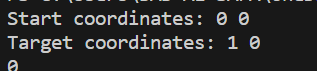 Start coordinates: 0 0
Target coordinates: 1 0
0